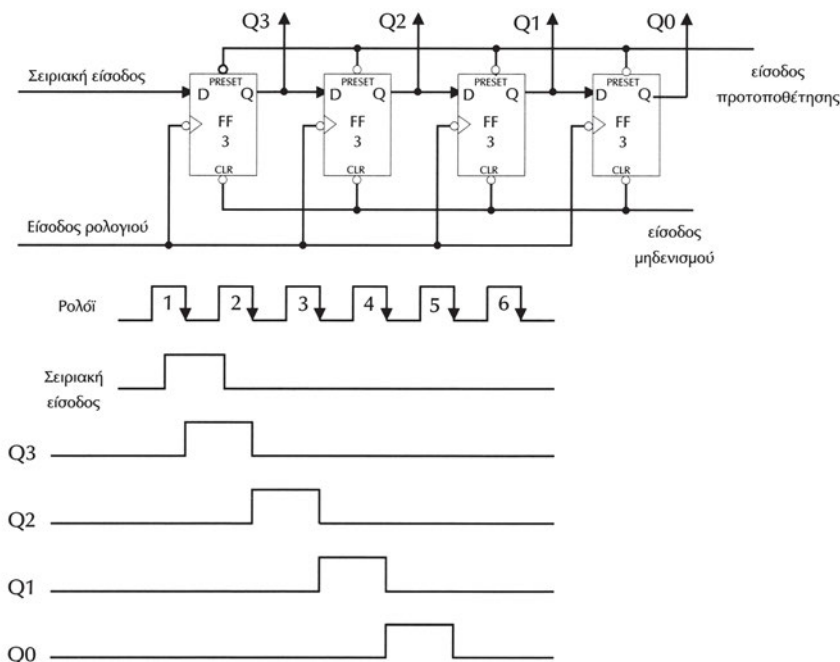 Q3 Q2 Q1 Q0
Σειριακή είσοδος
PRESET PRESET PRESET PRESET
είσοδος
προτοποθέτησης
D Q D Q D Q D Q
FF FF FF FF
3 3 3 3
CLR CLR CLR CLR
Είσοδος ρολογιού
είσοδος
μηδενισμού
Ρολόϊ
1 2 3 4 5 6
Σειριακή
είσοδος
Q3
Q2
Q1
Q0